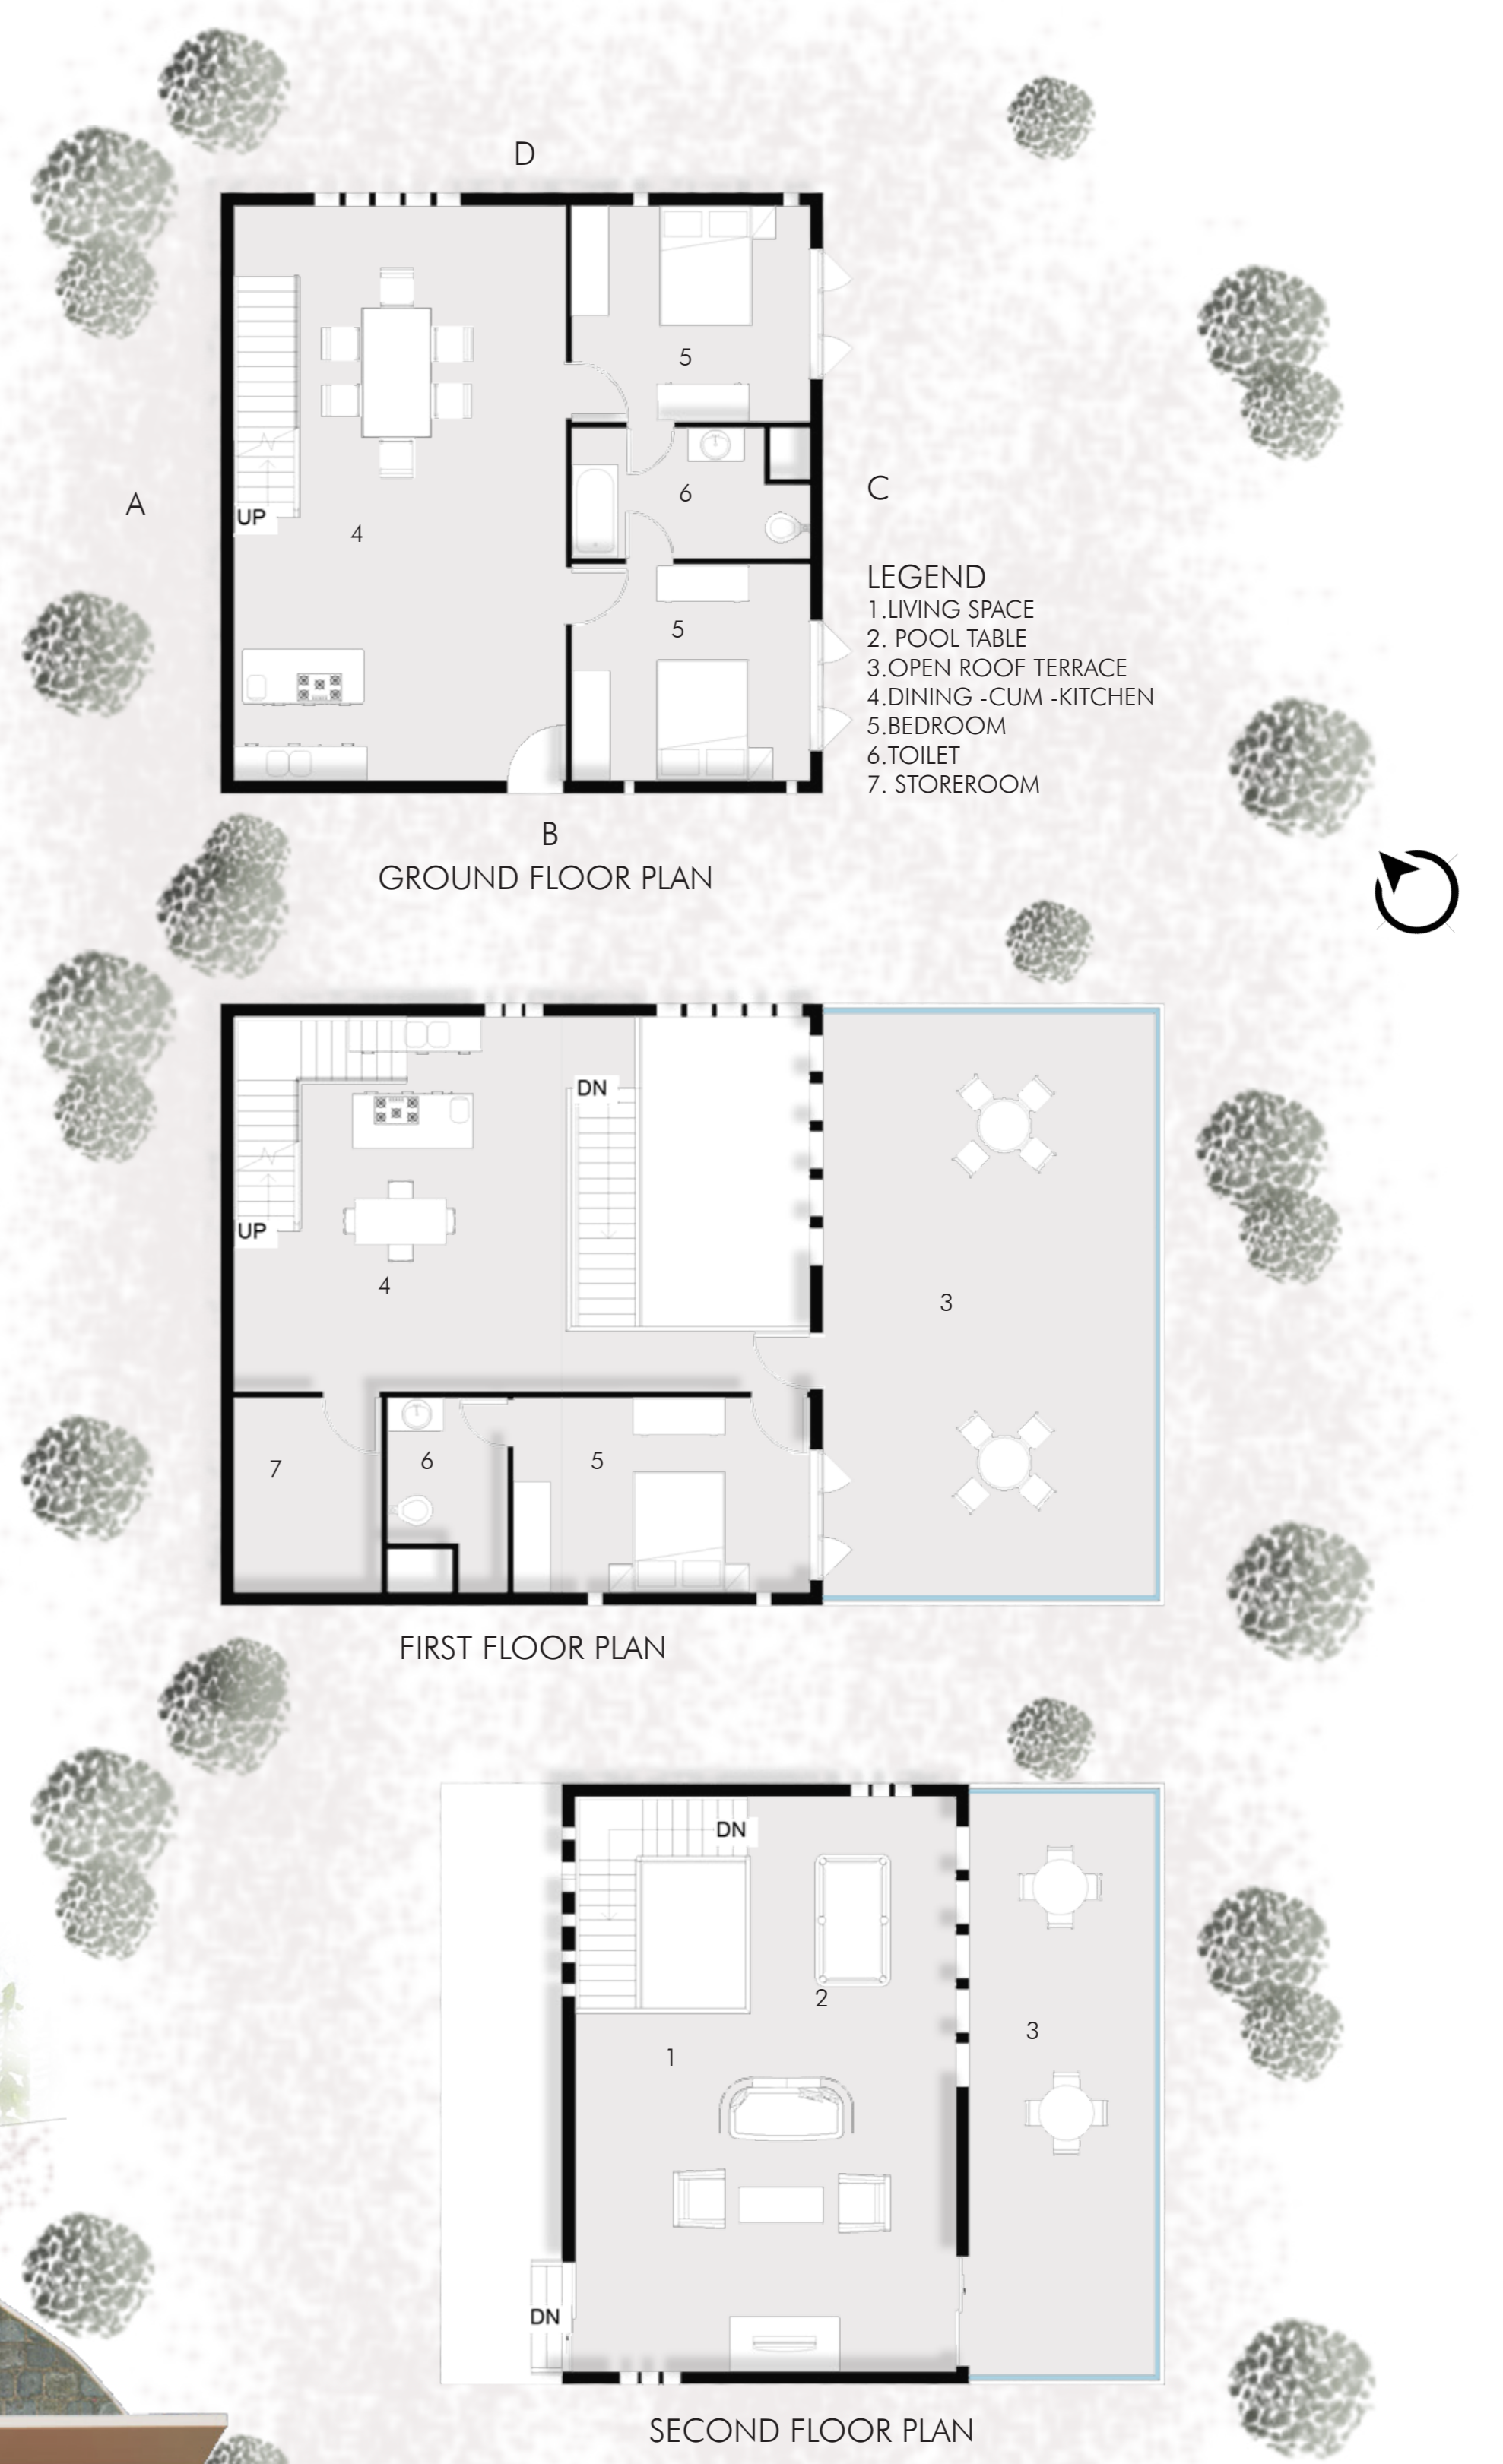 D
5
A
C
6
UP
4
LEGEND
1.LIVING SPACE
5
2. POOL TABLE
3.OPEN ROOF TERRACE
4.DINING -CUM -KITCHEN
5.BEDROOM
6.TOILET
7. STOREROOM
B
GROUND FLOOR PLAN
DN
UP
4
3
7
6
5
FIRST FLOOR PLAN
DN
2
3
1
DN
SECOND FLOOR PLAN